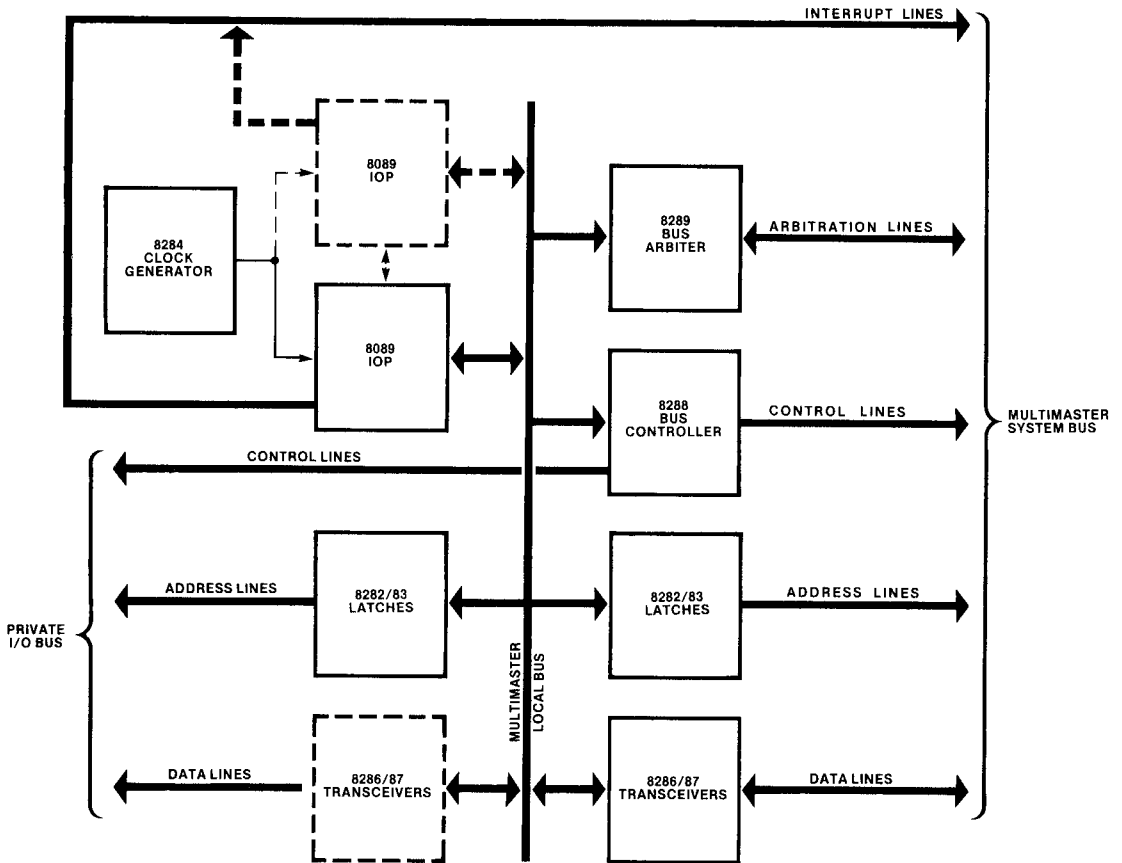 INTERRUPT LINES
8089
IOP
8284
CLOCK
GENERATOR
8289
BUS
ARBITER
ARBITRATION LINES
8089
IOP
8288
BUS
CONTROLLER
CONTROL LINES
MULTIMASTER
SYSTEM BUS
CONTROL LINES
ADDRESS LINES
8282/83
LATCHES
8282/83
LATCHES
ADDRESS LINES
PRIVATE
I/O BUS
MULTIMASTER
LOCAL BUS
DATA LINES
8286/87
TRANSCEIVERS
8286/87
TRANSCEIVERS
DATA LINES